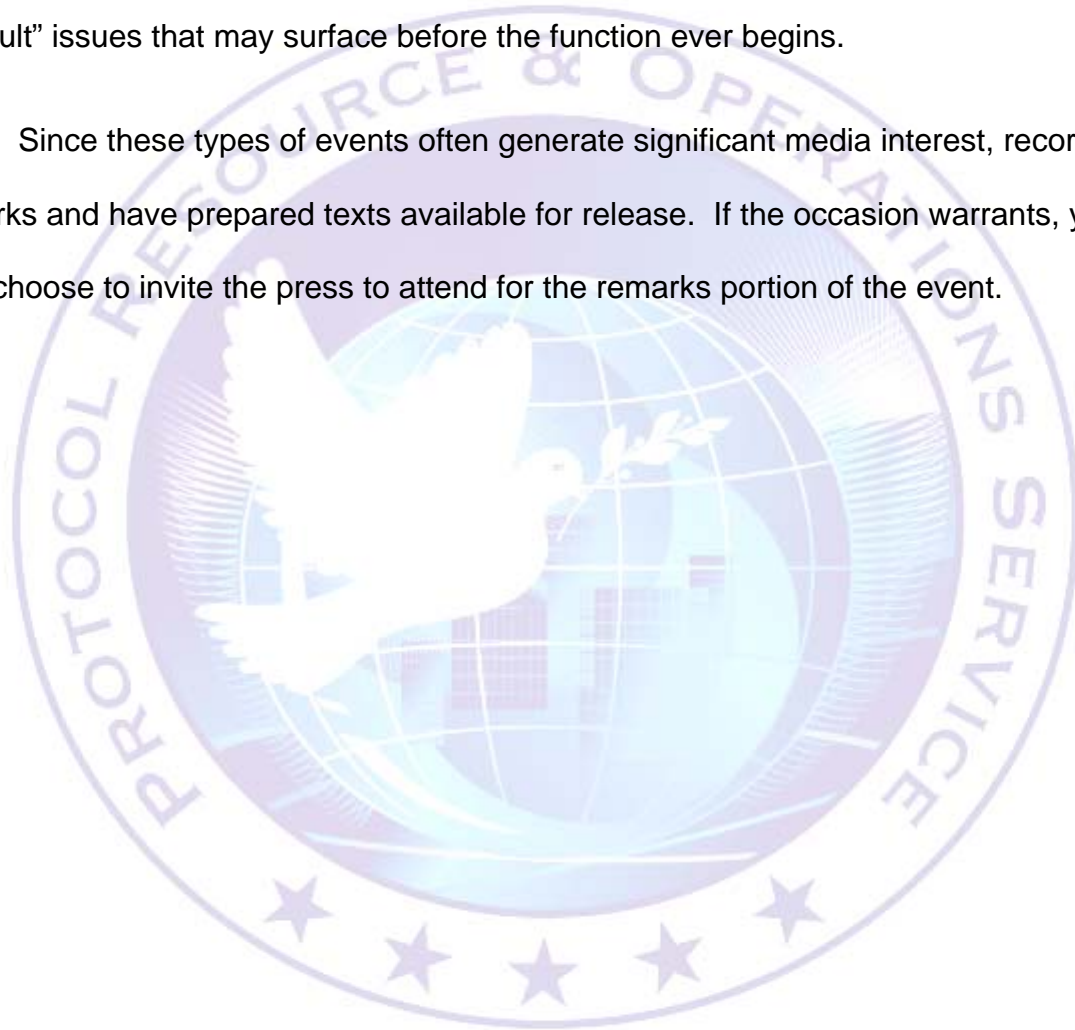 ult” issues that may surface before the function ever begins.
Since these types of events often generate significant media interest, recor
rks and have prepared texts available for release.  If the occasion warrants, y
choose to invite the press to attend for the remarks portion of the event.
PROTOCOL RESOURCE & OPERATIONS SERVICE